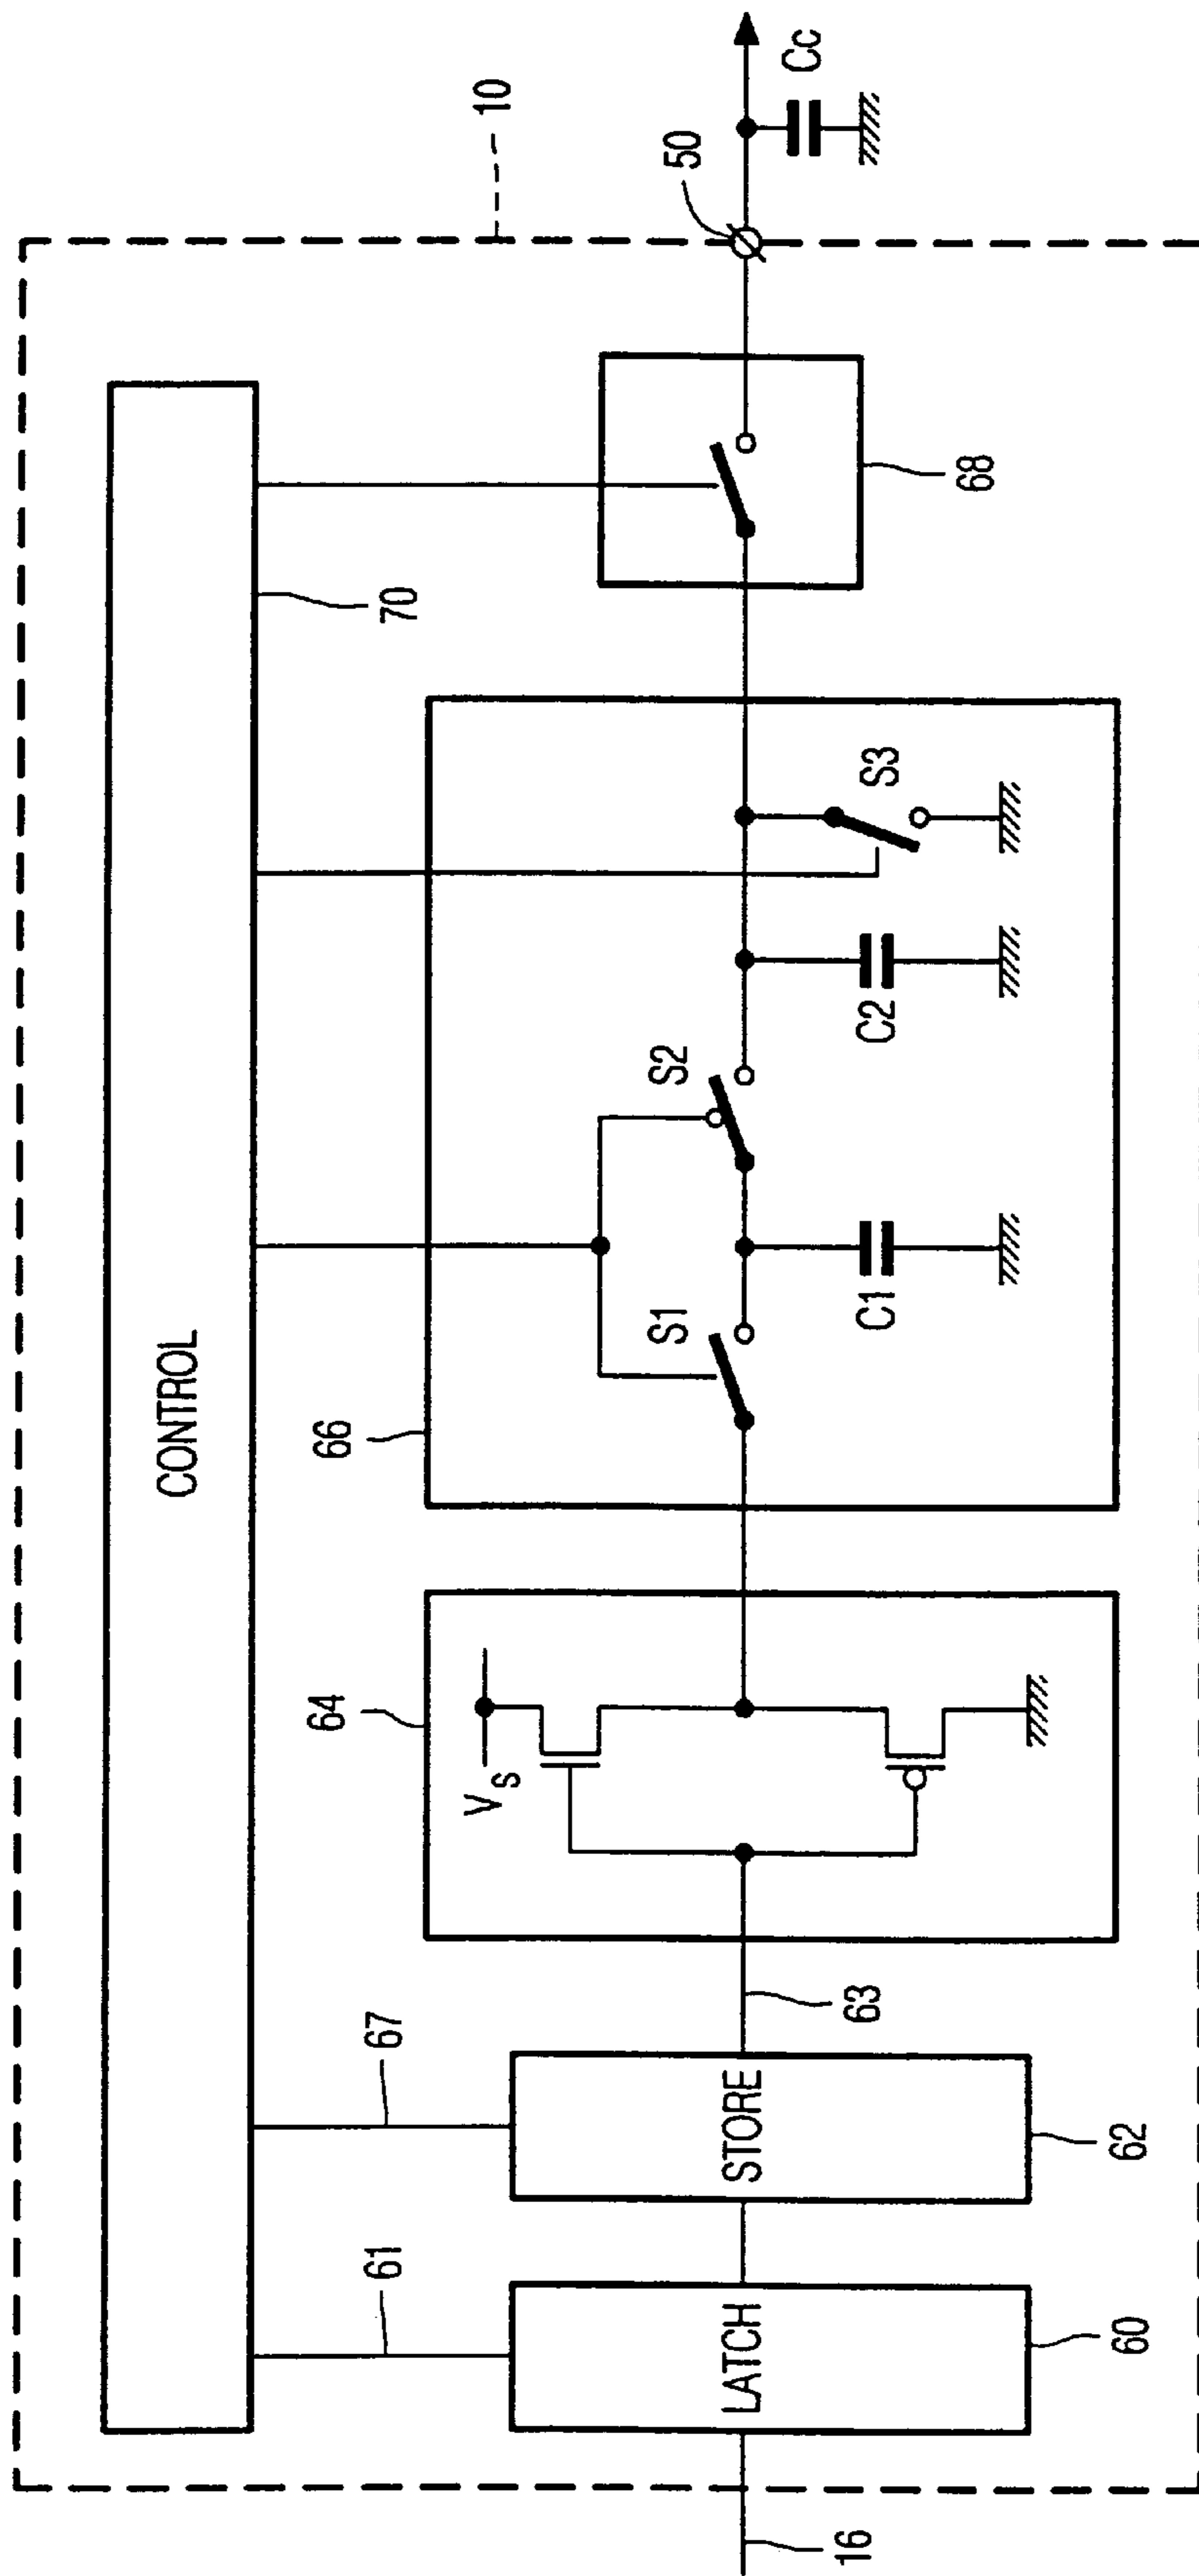 10
CONTROL
70
50
Cc
61
67
64
Vs
66
S1
S2
C1
C2
S3
68
16
LATCH
60
STORE
62
63